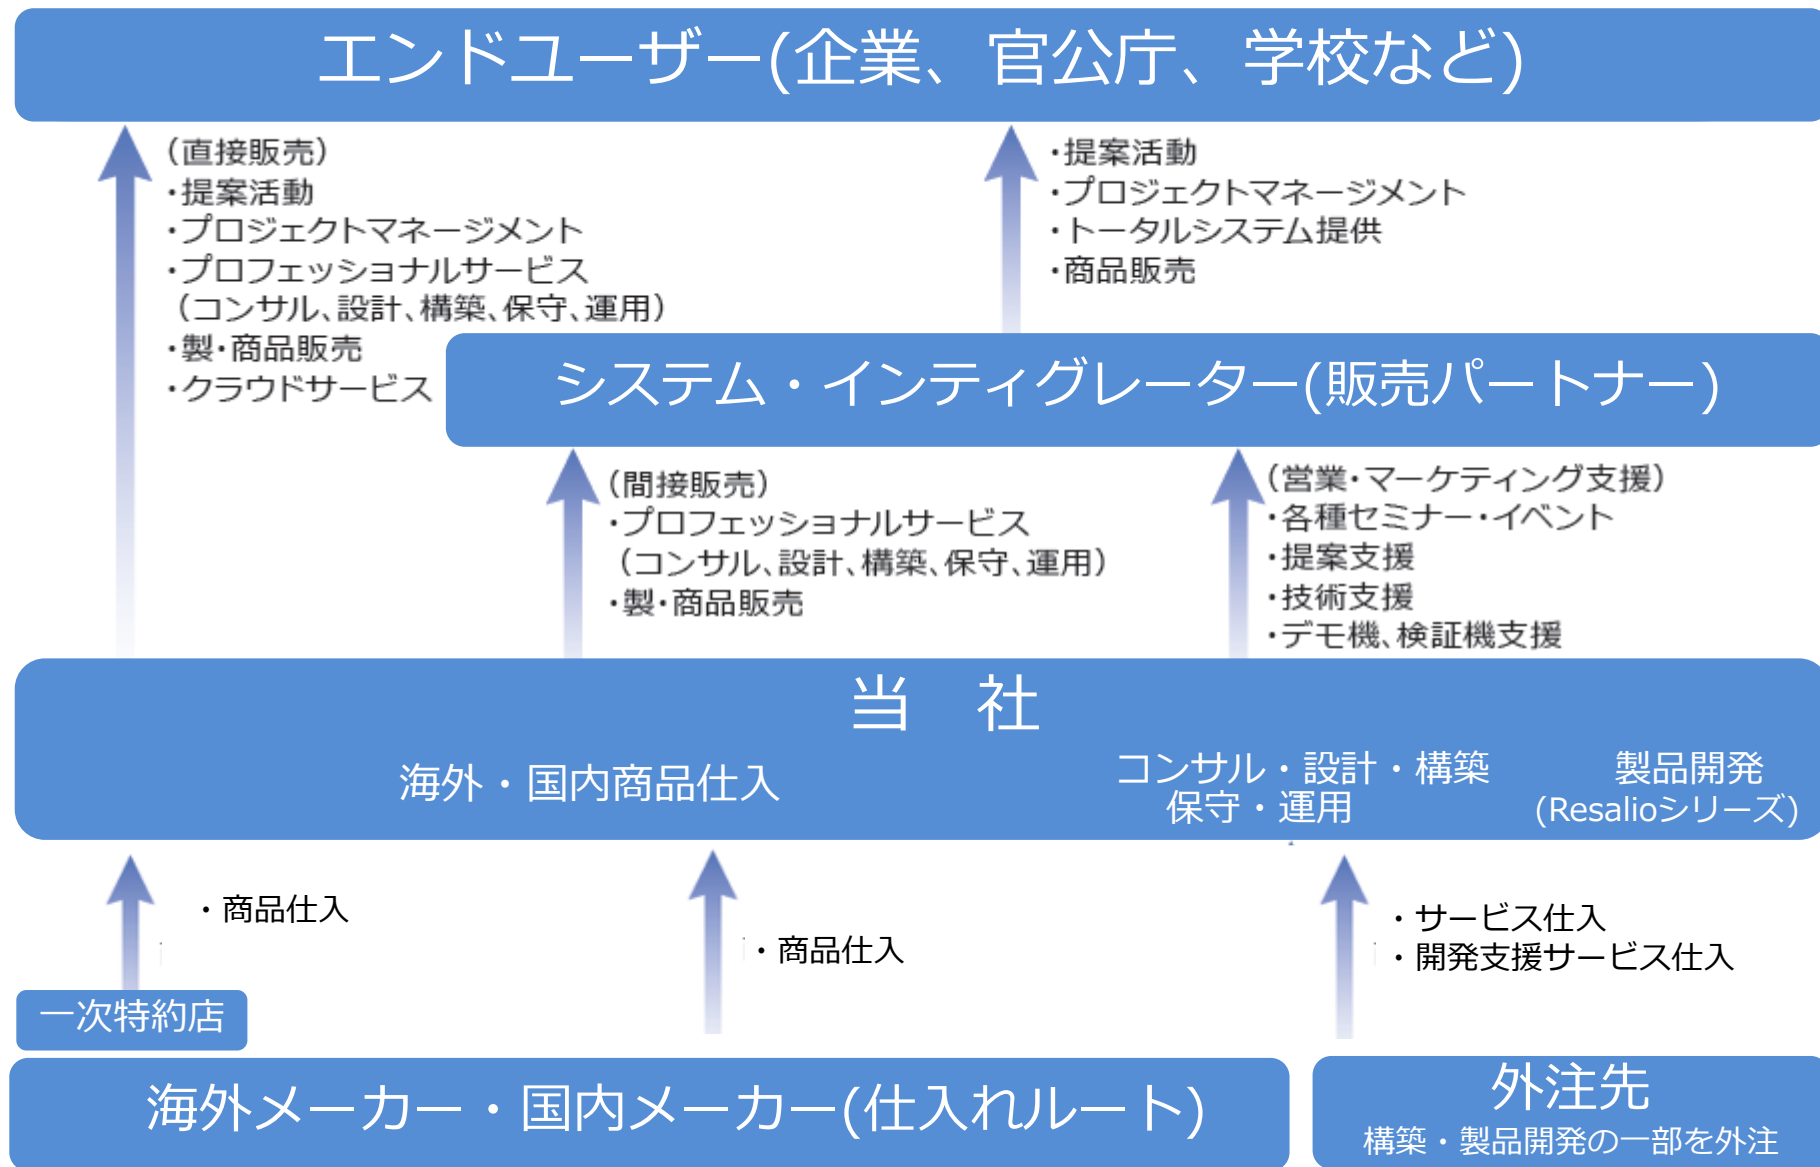 エンドユーザー(企業、官公庁、学校など)
（直接販売）
・提案活動
・プロジェクトマネージメント
・プロフェッショナルサービス
（コンサル、設計、構築、保守、運用）
・製・商品販売
・クラウドサービス
・提案活動
・プロジェクトマネージメント
・トータルシステム提供
・商品販売
システム・インティグレーター(販売パートナー)
（間接販売）
・プロフェッショナルサービス
（コンサル、設計、構築、保守、運用）
・製・商品販売
（営業・マーケティング支援）
・各種セミナー・イベント
・提案支援
・技術支援
・デモ機、検証機支援
当　社
海外・国内商品仕入
コンサル・設計・構築
保守・運用
製品開発
(Resalioシリーズ)
・商品仕入
・商品仕入
・サービス仕入
・開発支援サービス仕入
一次特約店
海外メーカー・国内メーカー(仕入れルート)
外注先
構築・製品開発の一部を外注